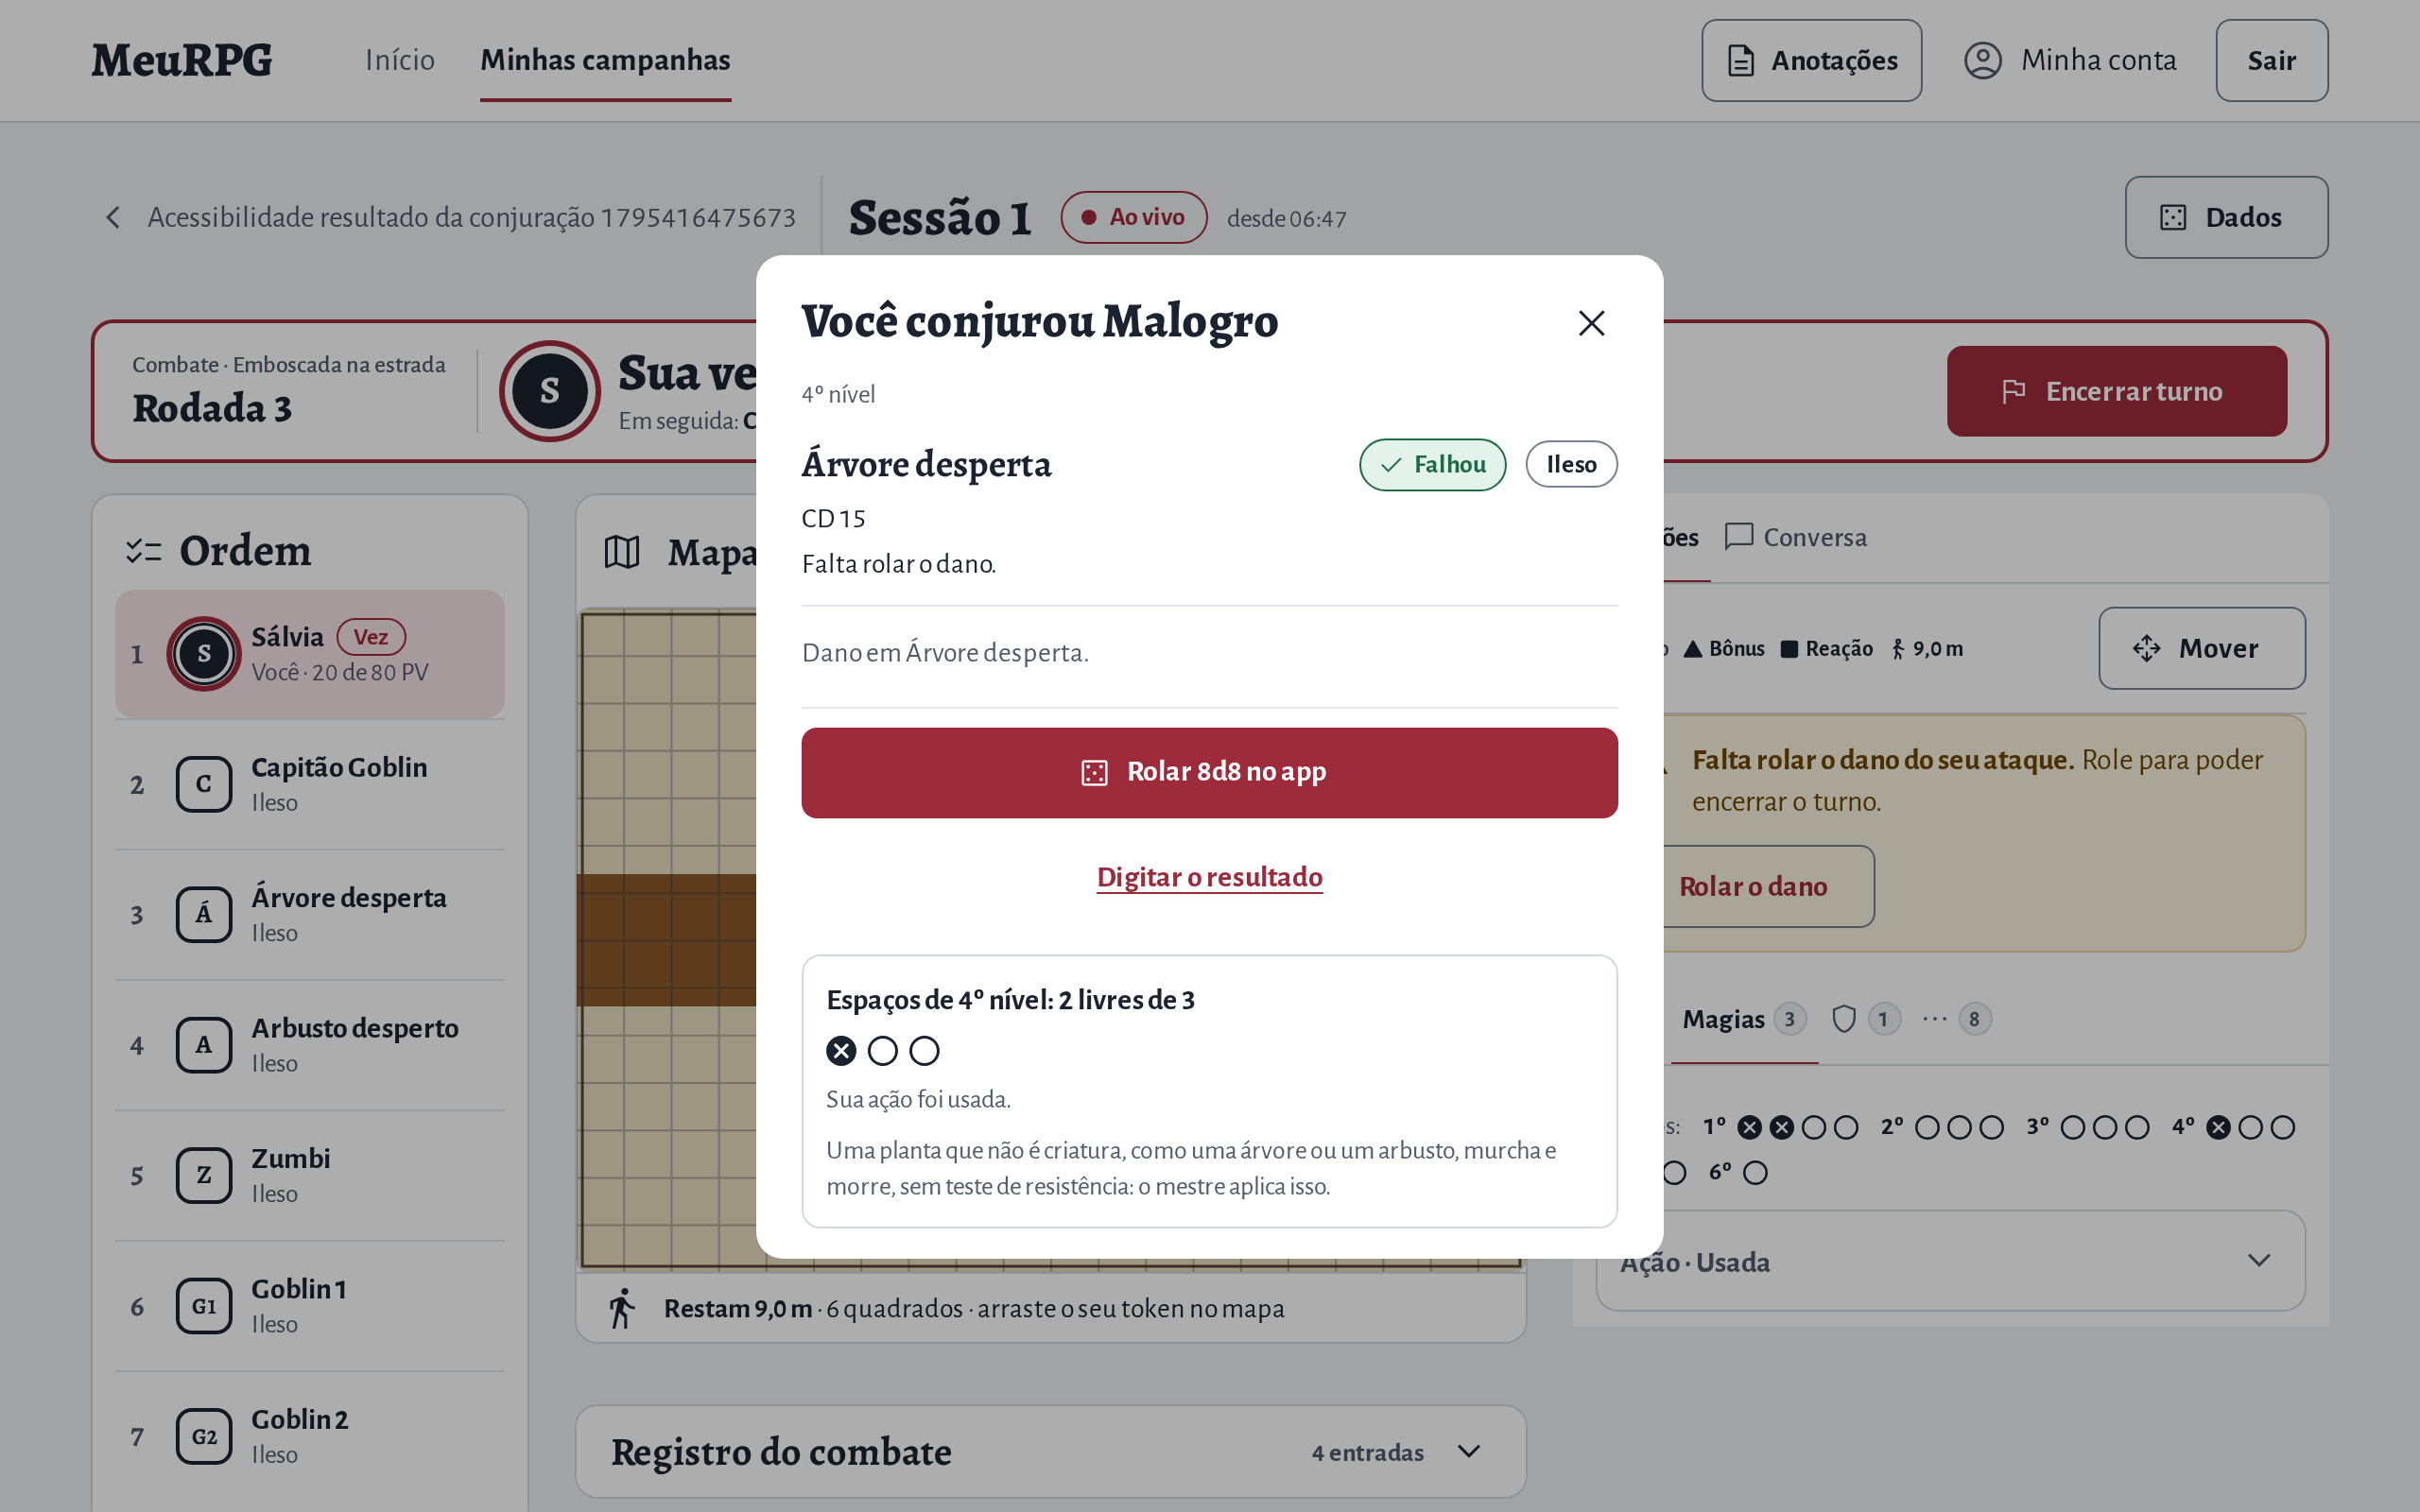 MeuRPG
Início
Minhas campanhas
Anotações
Minha conta
Sair
Acessibilidade resultado da conjuração 1795416475673
Sessão 1
Ao vivo
desde 06:47
Dados
Combate · Emboscada na estrada
Rodada 3
S
Sua ve
Em seguida: C
Encerrar turno
Ordem
1
S
Sálvia
Vez
Você · 20 de 80 PV
2
C
Capitão Goblin
Ileso
3
Á
Árvore desperta
Ileso
4
A
Arbusto desperto
Ileso
5
Z
Zumbi
Ileso
6
G1
Goblin 1
Ileso
7
G2
Goblin 2
Ileso
Mapa
Restam 9,0 m · 6 quadrados · arraste o seu token no mapa
Registro do combate
4 entradas
Você conjurou Malogro
4º nível
Árvore desperta
Falhou
Ileso
CD 15
Falta rolar o dano.
Dano em Árvore desperta.
Rolar 8d8 no app
Digitar o resultado
Espaços de 4º nível: 2 livres de 3
Sua ação foi usada.
Uma planta que não é criatura, como uma árvore ou um arbusto, murcha e
morre, sem teste de resistência: o mestre aplica isso.
ões
Conversa
Bônus
Reação
9,0 m
Mover
Falta rolar o dano do seu ataque. Role para poder
encerrar o turno.
Rolar o dano
Magias 3
1
··· 8
s:
1º
2º
3º
4º
6º
Ação · Usada